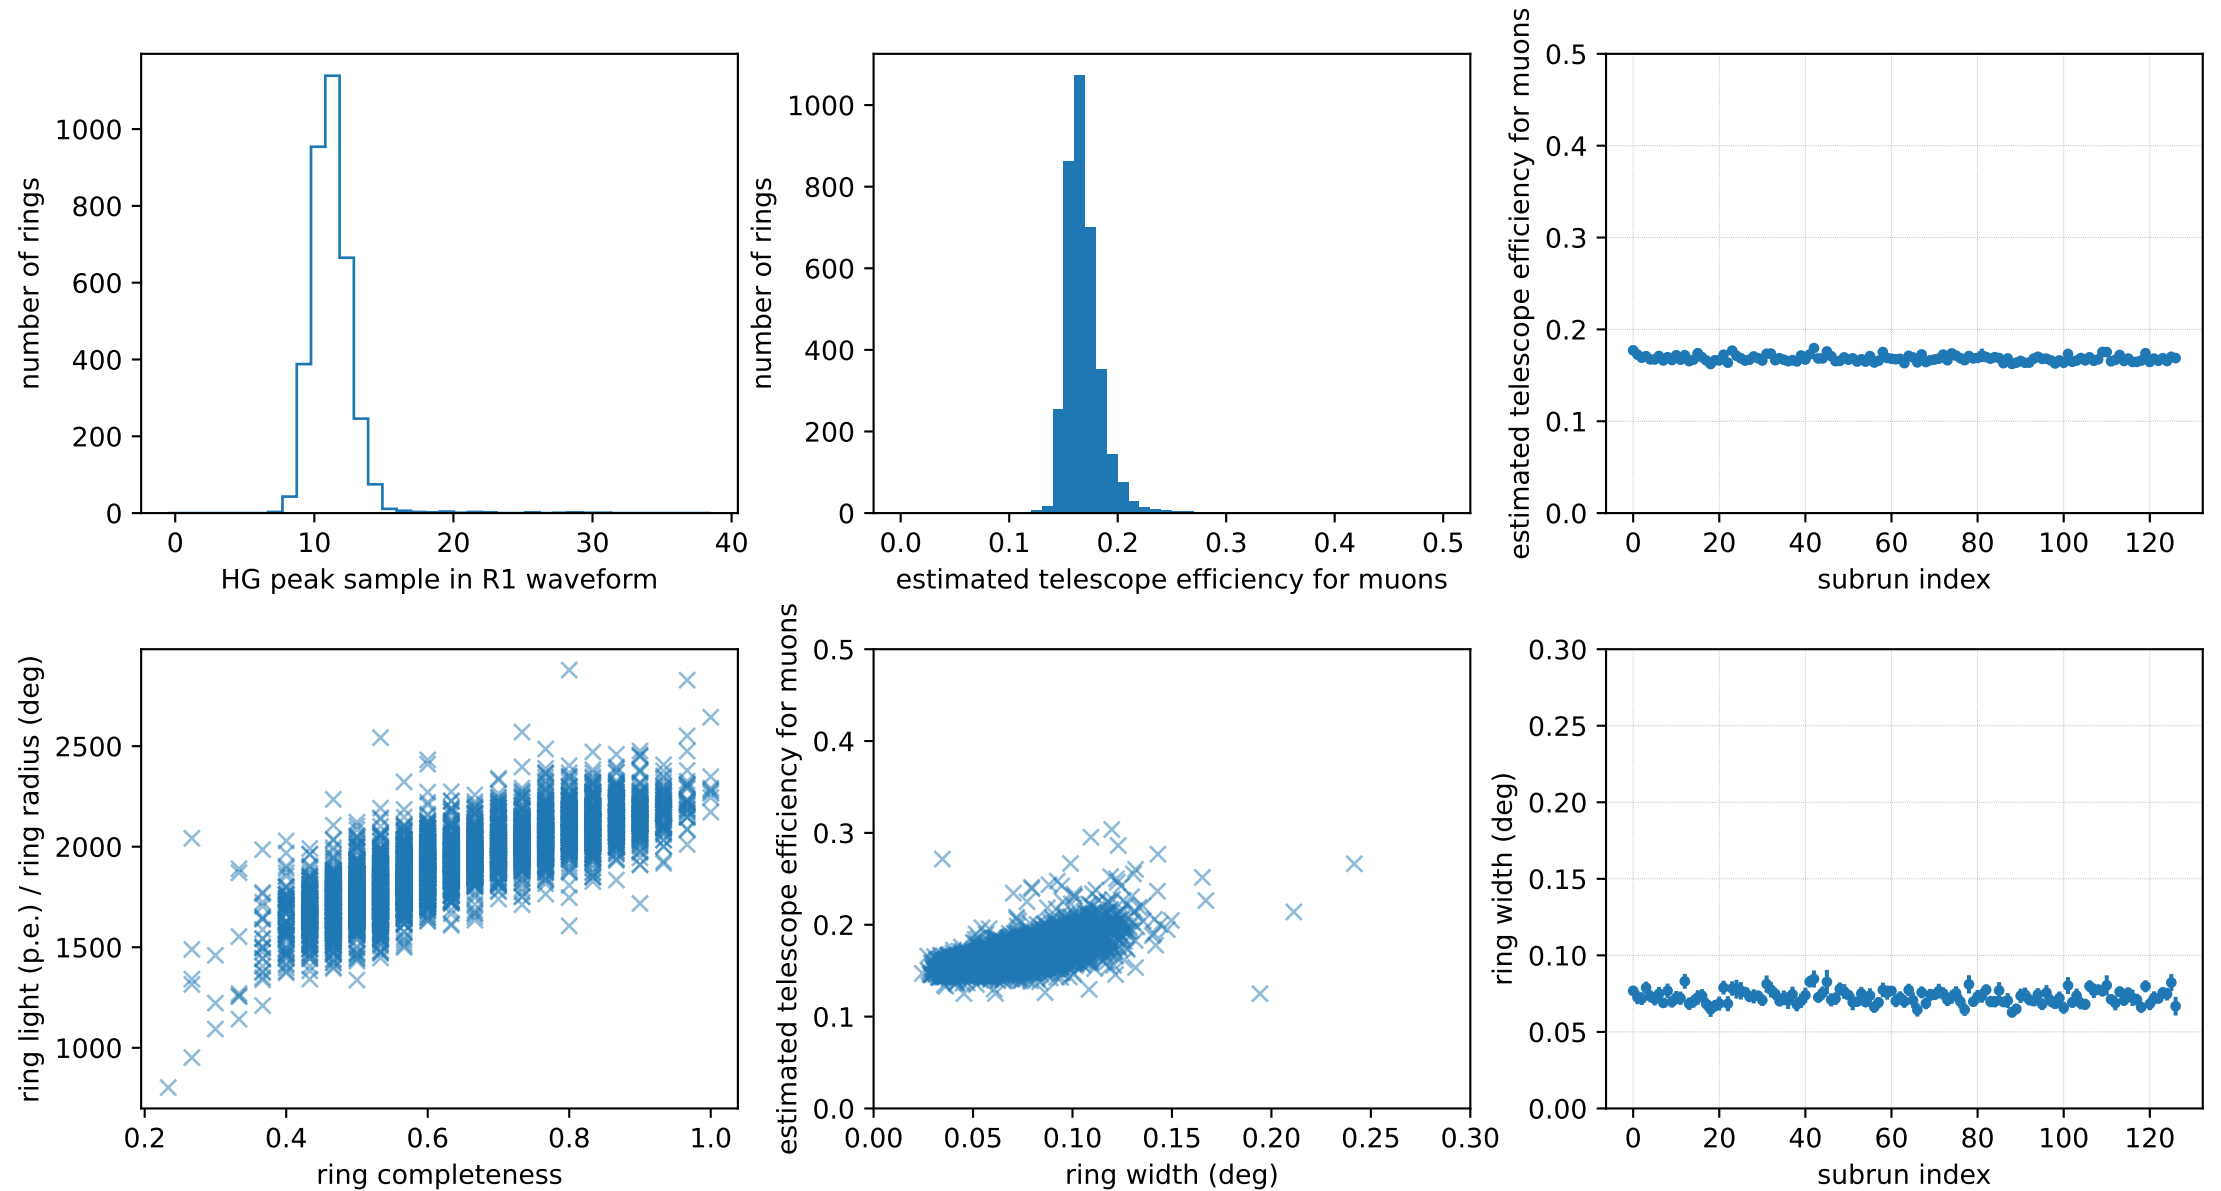 1000
800
600
400
200
0
number of rings
0 10 20 30 40
HG peak sample in R1 waveform
1000
800
600
400
200
0
number of rings
0.0 0.1 0.2 0.3 0.4 0.5
estimated telescope efficiency for muons
0.5
0.4
0.3
0.2
0.1
0.0
estimated telescope efficiency for muons
0 20 40 60 80 100 120
subrun index
2500
2000
1500
1000
ring light (p.e.) / ring radius (deg)
0.2 0.4 0.6 0.8 1.0
ring completeness
0.5
0.4
0.3
0.2
0.1
0.0
estimated telescope efficiency for muons
0.00 0.05 0.10 0.15 0.20 0.25 0.30
ring width (deg)
0.30
0.25
0.20
0.15
0.10
0.05
0.00
ring width (deg)
0 20 40 60 80 100 120
subrun index